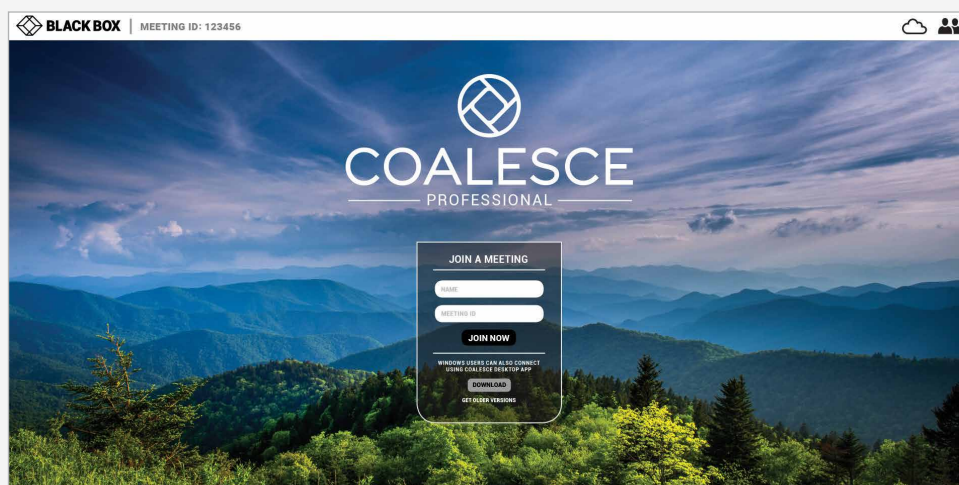 BLACK BOX | MEETING ID: 123456
COALESCE
PROFESSIONAL
JOIN A MEETING
NAME
MEETING ID
JOIN NOW
WINDOWS USERS CAN ALSO CONNECT
USING COALESCE DESKTOP APP
DOWNLOAD
GET OLDER VERSIONS